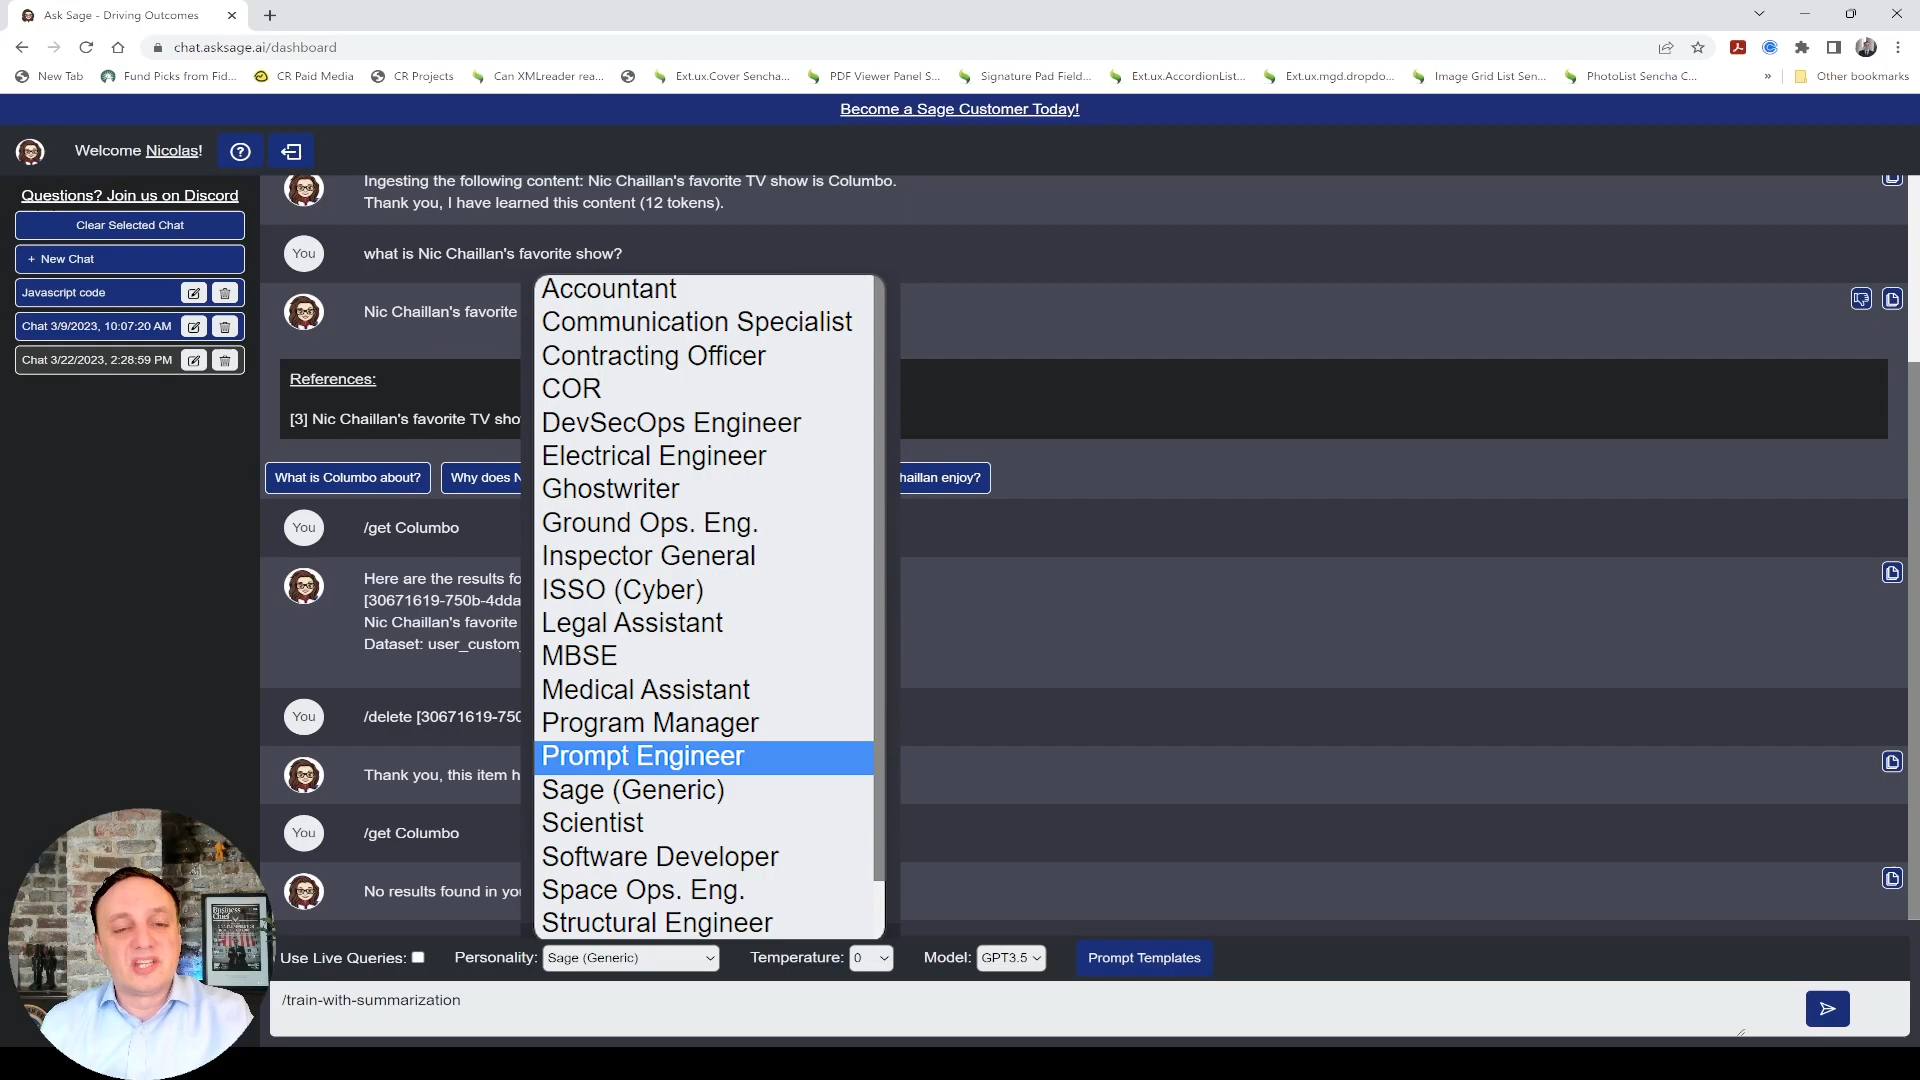 Ask Sage - Driving Outcomes
chat.asksage.ai/dashboard
New Tab
Fund Picks from Fid...
CR Paid Media
CR Projects
Can XMLreader rea...
Ext.ux.Cover Sencha...
PDF Viewer Panel S...
Signature Pad Field...
Ext.ux.AccordionList...
Ext.ux.mgd.dropdo...
Image Grid List Sen...
PhotoList Sencha C...
»
Other bookmarks
Become a Sage Customer Today!
Welcome Nicolas!
Questions? Join us on Discord
Clear Selected Chat
+ New Chat
Javascript code
Chat 3/9/2023, 10:07:20 AM
Chat 3/22/2023, 2:28:59 PM
Ingesting the following content: Nic Chaillan's favorite TV show is Columbo.
Thank you, I have learned this content (12 tokens).
You
what is Nic Chaillan's favorite show?
Nic Chaillan's favorite
References:
[3] Nic Chaillan's favorite TV sho
What is Columbo about?
Why does N
haillan enjoy?
You
/get Columbo
Here are the results fo
[30671619-750b-4dda
Nic Chaillan's favorite
Dataset: user_custom_
You
/delete [30671619-750
Thank you, this item h
You
/get Columbo
No results found in yo
Accountant
Communication Specialist
Contracting Officer
COR
DevSecOps Engineer
Electrical Engineer
Ghostwriter
Ground Ops. Eng.
Inspector General
ISSO (Cyber)
Legal Assistant
MBSE
Medical Assistant
Program Manager
Prompt Engineer
Sage (Generic)
Scientist
Software Developer
Space Ops. Eng.
Structural Engineer
Business
Chief
Use Live Queries:
Personality:
Sage (Generic)
Temperature:
0
Model:
GPT3.5
Prompt Templates
/train-with-summarization